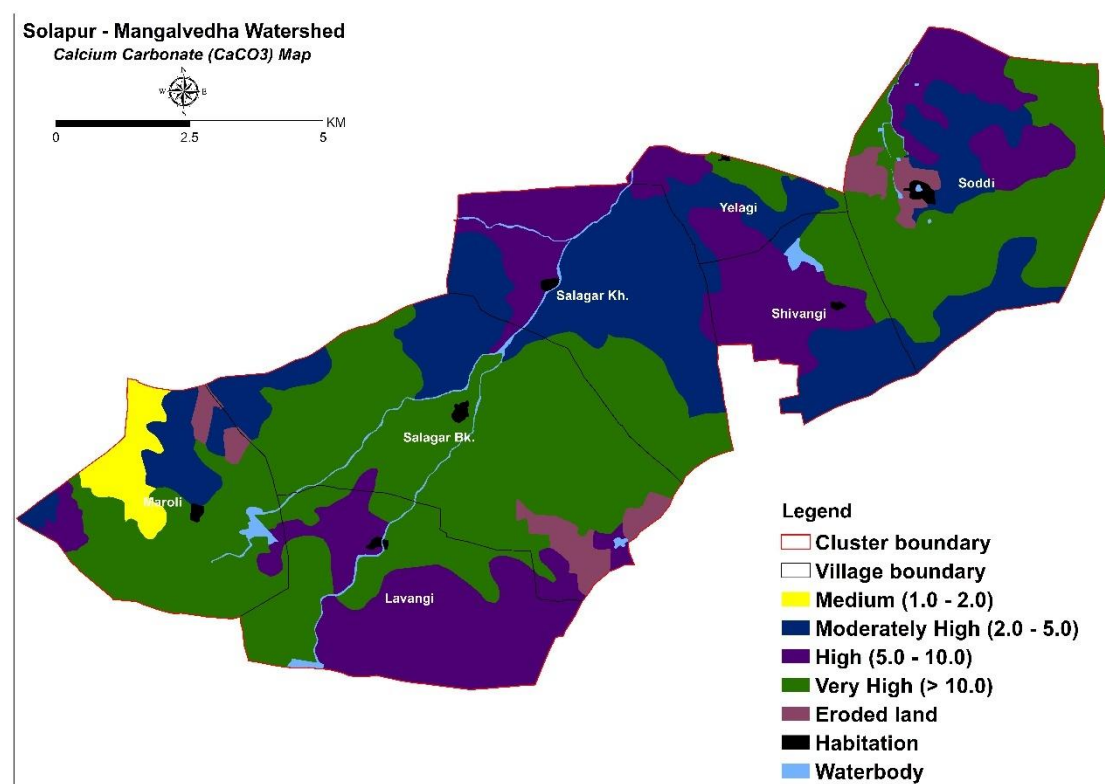 Solapur - Mangalvedha Watershed
Calcium Carbonate (CaCO3) Map
N
W E
S
KM
0 2.5 5
Soddi
Yelagi
Salagar Kh.
Shivangi
Salagar Bk.
Maroli
Lavangi
Legend
Cluster boundary
Village boundary
Medium (1.0 - 2.0)
Moderately High (2.0 - 5.0)
High (5.0 - 10.0)
Very High (> 10.0)
Eroded land
Habitation
Waterbody